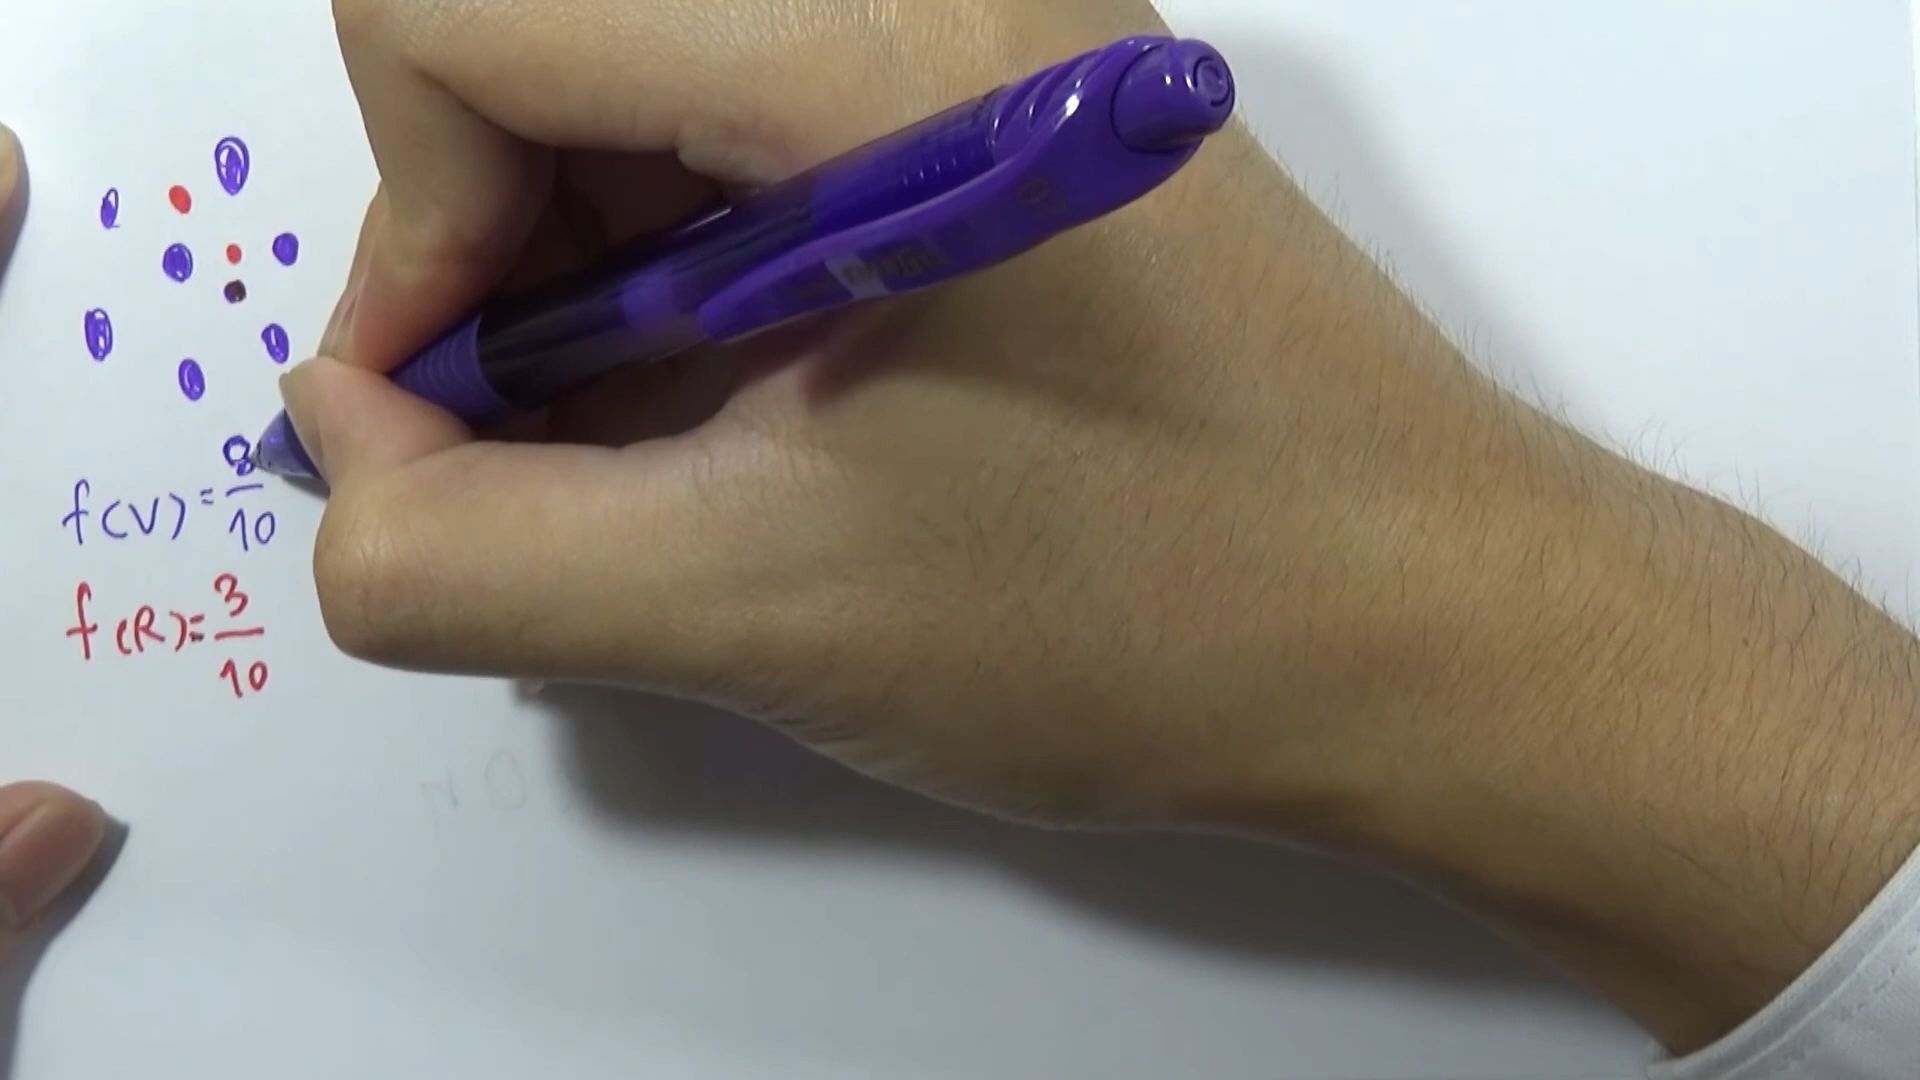 f(V) = 8/10
f(R) = 3/10